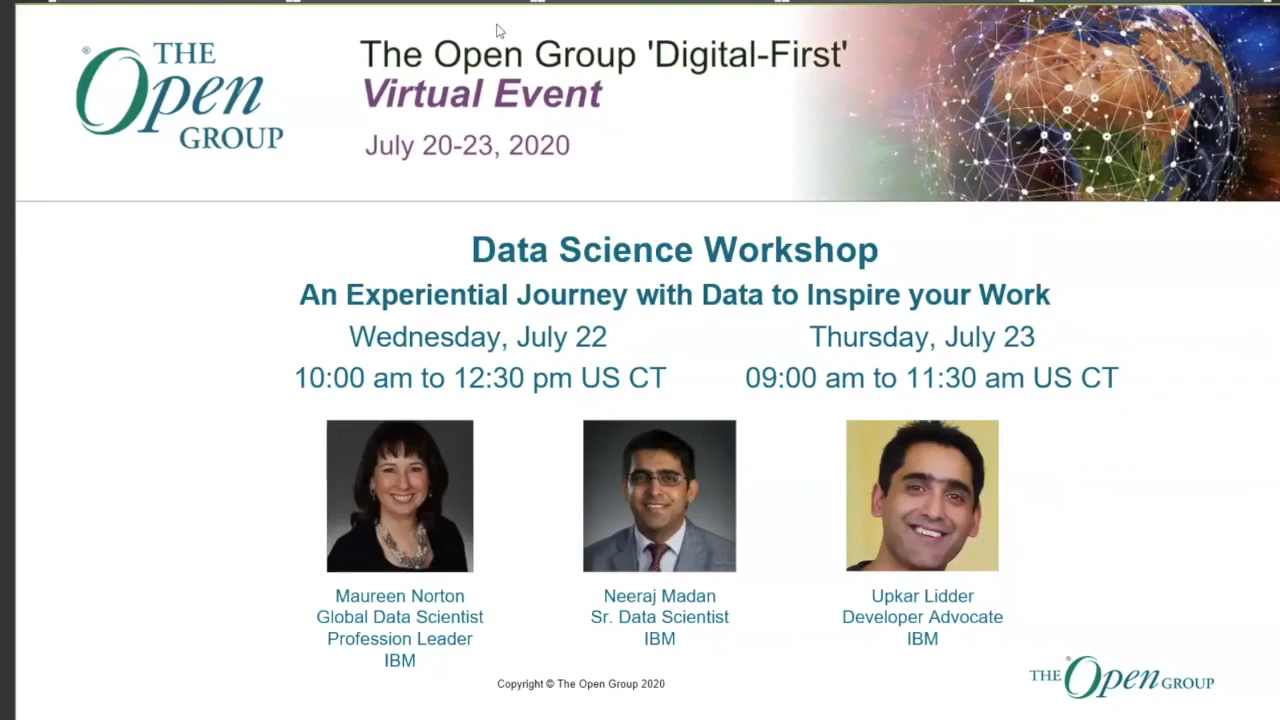 THE
Open
GROUP
®
The Open Group 'Digital-First'
Virtual Event
July 20-23, 2020
Data Science Workshop
An Experiential Journey with Data to Inspire your Work
Wednesday, July 22
Thursday, July 23
10:00 am to 12:30 pm US CT
09:00 am to 11:30 am US CT
Maureen Norton
Global Data Scientist
Profession Leader
IBM
Neeraj Madan
Sr. Data Scientist
IBM
Upkar Lidder
Developer Advocate
IBM
Copyright © The Open Group 2020
THE Open GROUP
®